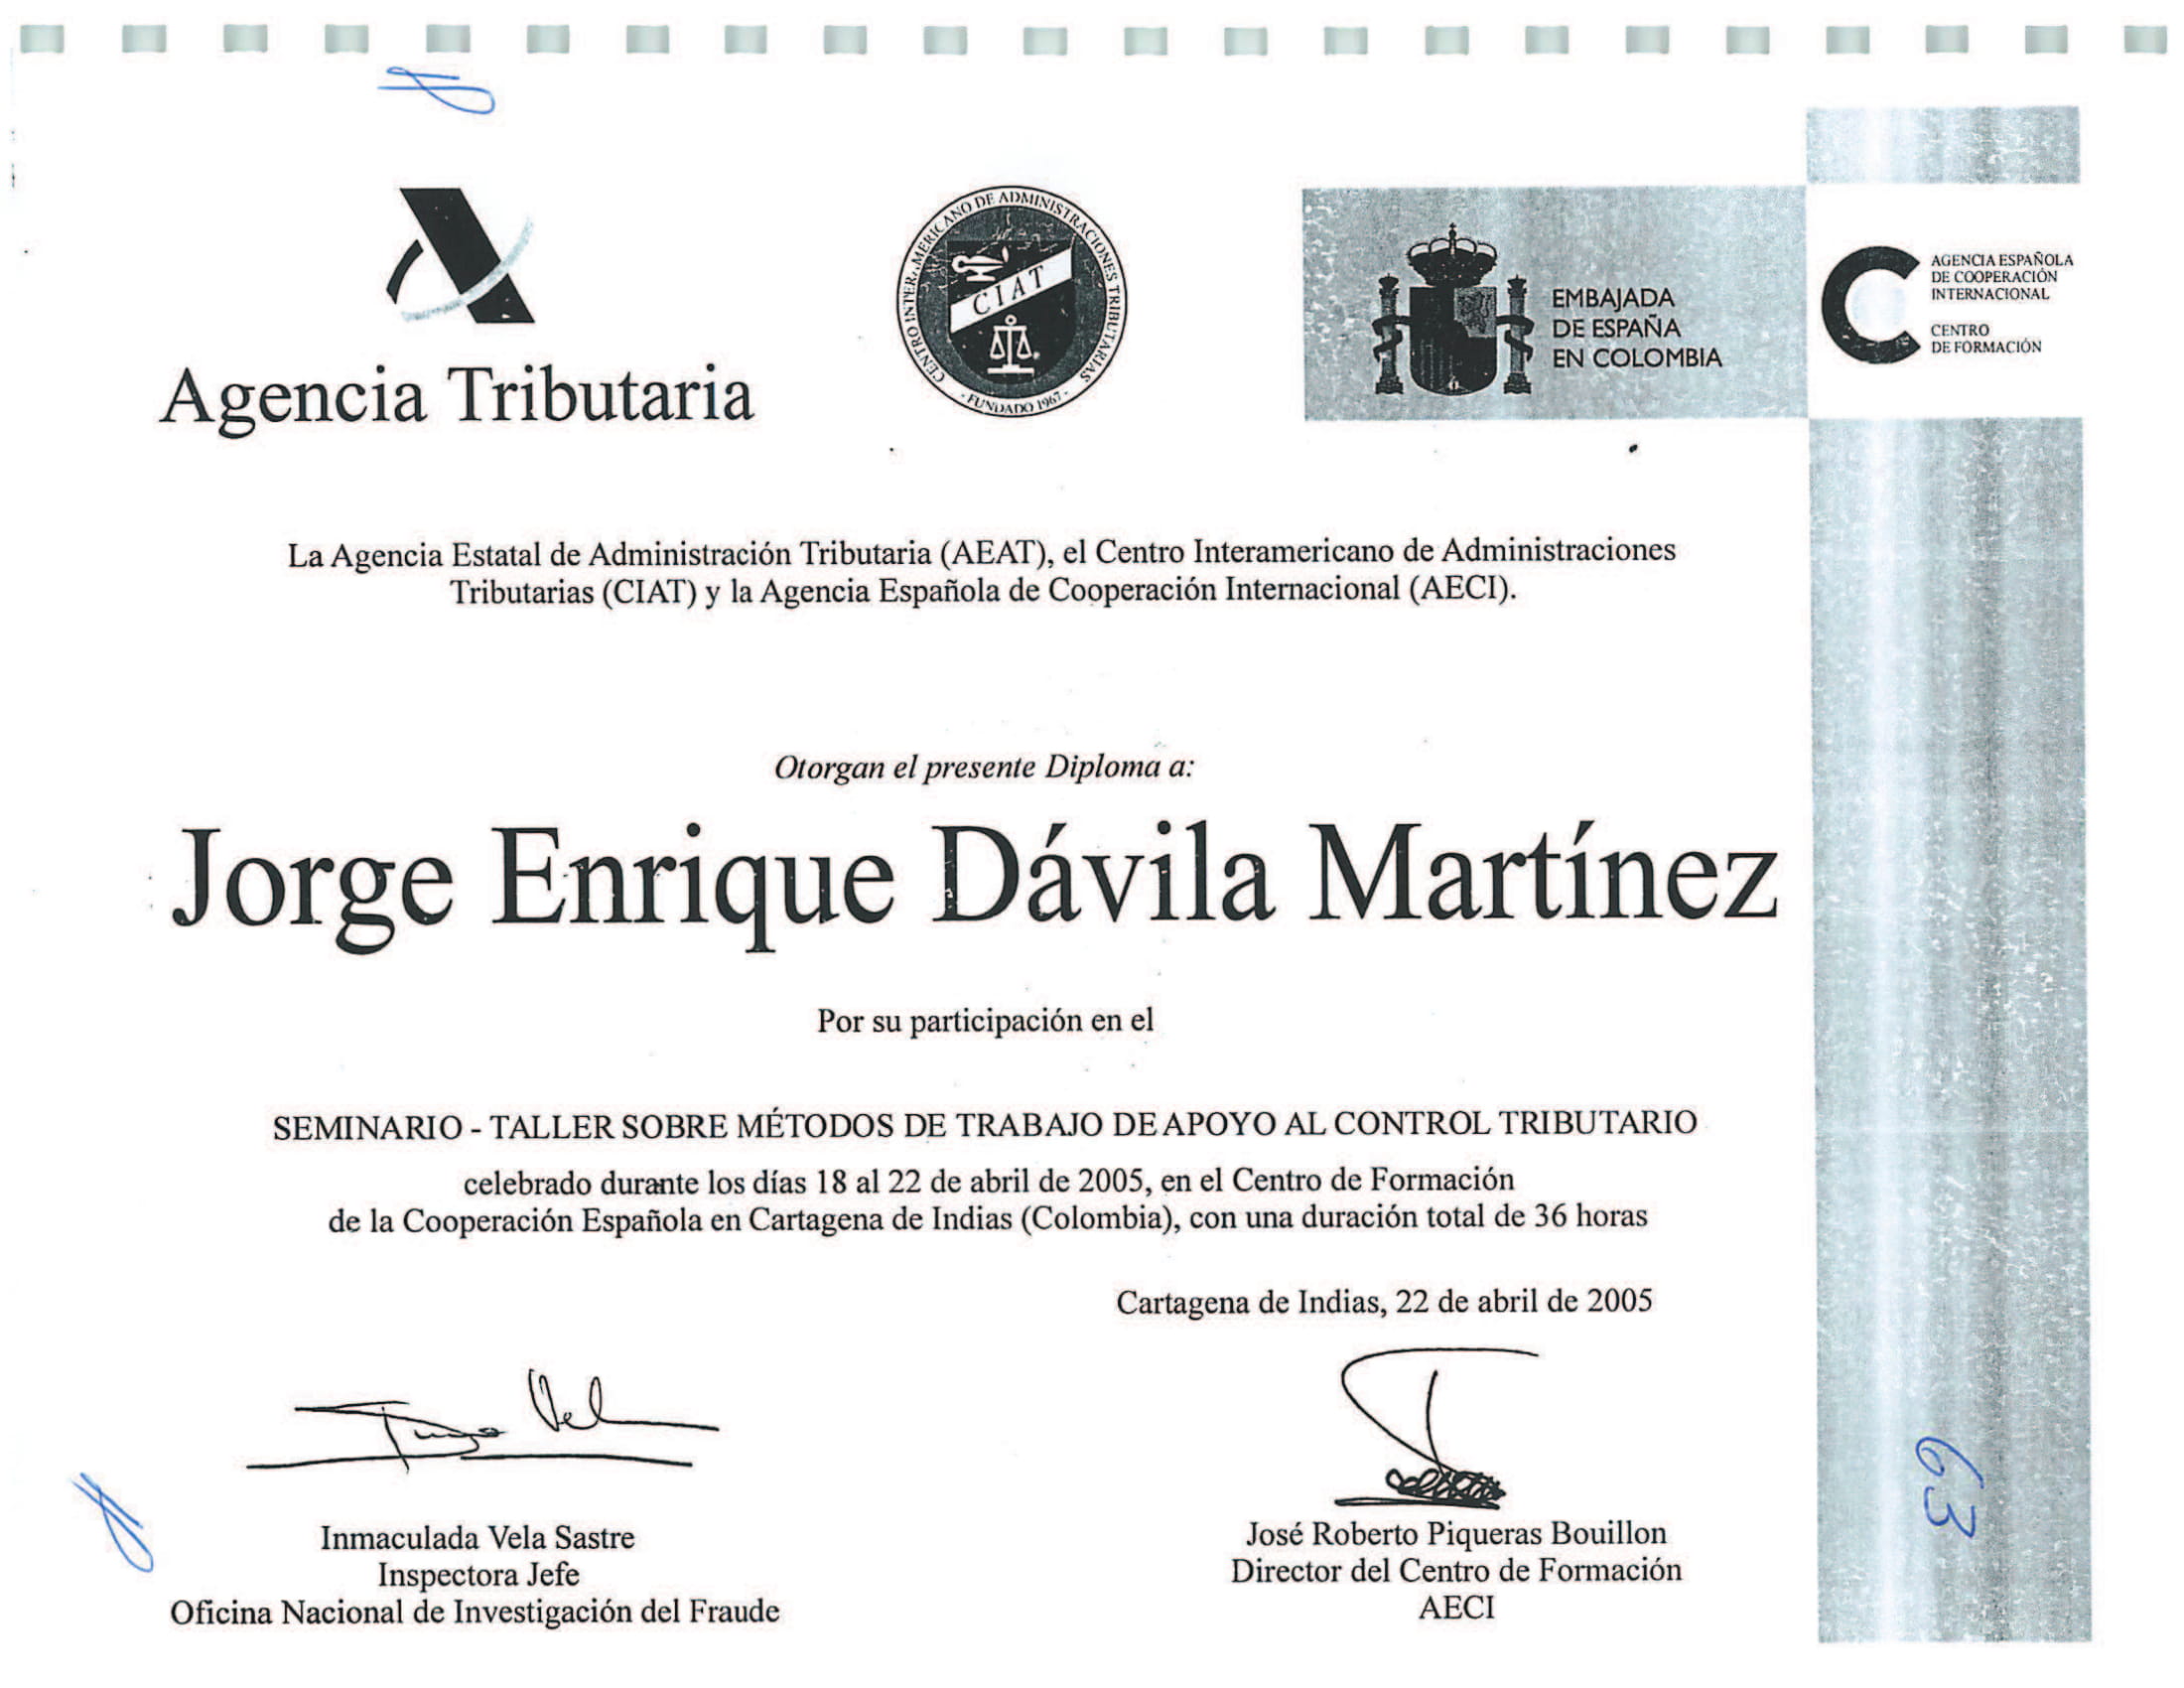 Agencia Tributaria
CENTRO INTERAMERICANO DE ADMINISTRACIONES TRIBUTARIAS
CIAT
- FUNDADO 1967 -
EMBAJADA
DE ESPAÑA
EN COLOMBIA
AGENCIA ESPAÑOLA
DE COOPERACIÓN
INTERNACIONAL
CENTRO
DE FORMACIÓN
La Agencia Estatal de Administración Tributaria (AEAT), el Centro Interamericano de Administraciones
Tributarias (CIAT) y la Agencia Española de Cooperación Internacional (AECI).
Otorgan el presente Diploma a:
Jorge Enrique Dávila Martínez
Por su participación en el
SEMINARIO - TALLER SOBRE MÉTODOS DE TRABAJO DE APOYO AL CONTROL TRIBUTARIO
celebrado durante los días 18 al 22 de abril de 2005, en el Centro de Formación
de la Cooperación Española en Cartagena de Indias (Colombia), con una duración total de 36 horas
Cartagena de Indias, 22 de abril de 2005
Inmaculada Vela Sastre
Inspectora Jefe
Oficina Nacional de Investigación del Fraude
José Roberto Piqueras Bouillon
Director del Centro de Formación
AECI
63